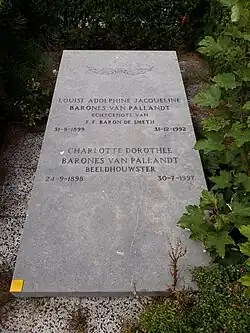 LOUISE ADOLPHINE JACQUELINE
BARONES VAN PALLANDT
ECHTGENOTE VAN
F.F. BARON DE SMETH
31-8-1899 31-12-1992
CHARLOTTE DOROTHEE
BARONES VAN PALLANDT
BEELDHOUWSTER
24-9-1898 30-7-1997